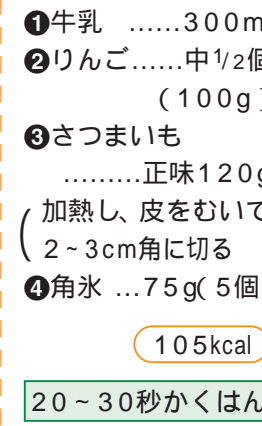 ❶牛乳 ……300m
❷りんご……中1/2個
(100g)
❸さつまいも
………正味120g
加熱し、皮をむいて
2~3cm角に切る
❹角氷 …75g(5個
105kcal
20~30秒かくはん